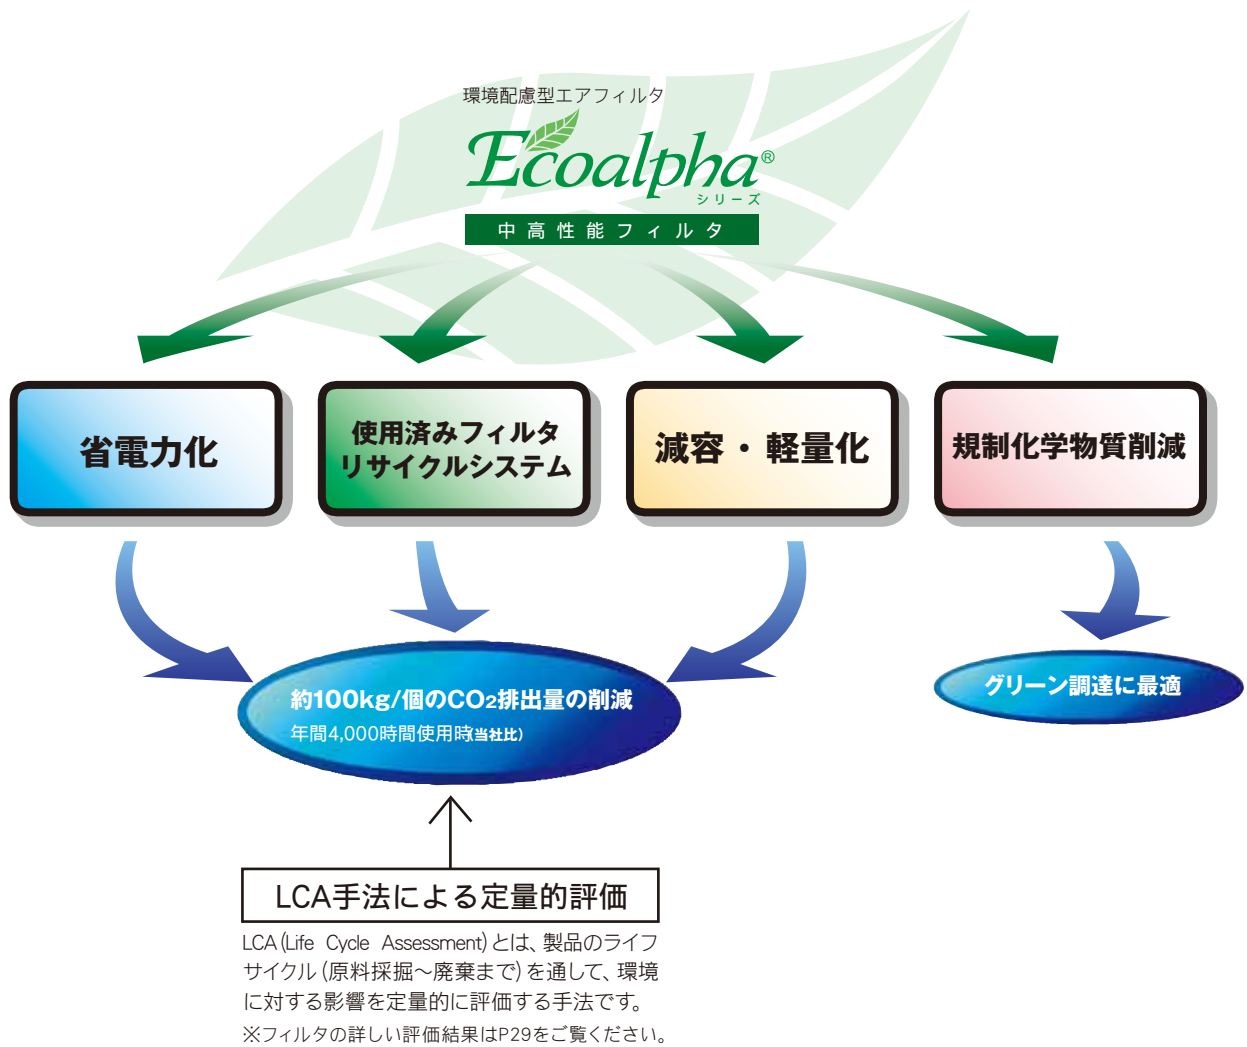 環境配慮型エアフィルタ
Ecoalpha®
シリーズ
中高性能フィルタ
省電力化
使用済みフィルタ
リサイクルシステム
減容・軽量化
規制化学物質削減
約100kg/個のCO2排出量の削減
年間4,000時間使用時(当社比)
グリーン調達に最適
LCA手法による定量的評価
LCA(Life Cycle Assessment)とは、製品のライフ
サイクル(原料採掘〜廃棄まで)を通して、環境
に対する影響を定量的に評価する手法です。
※フィルタの詳しい評価結果はP29をご覧ください。